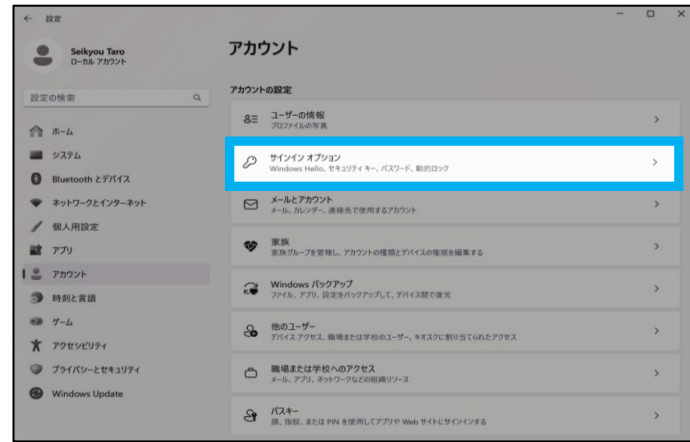 設定
Seikyou Taro
ローカル アカウント
設定の検索
ホーム
システム
Bluetooth とデバイス
ネットワークとインターネット
個人用設定
アプリ
アカウント
時刻と言語
ゲーム
アクセシビリティ
プライバシーとセキュリティ
Windows Update
アカウント
アカウントの設定
ユーザーの情報
プロファイルの写真
サインイン オプション
Windows Hello、セキュリティ キー、パスワード、動的ロック
メールとアカウント
メール、カレンダー、連絡先で使用するアカウント
家族
家族グループを管理し、アカウントの種類とデバイスの権限を編集する
Windows バックアップ
ファイル、アプリ、設定をバックアップして、デバイス間で復元
他のユーザー
デバイス アクセス、職場または学校のユーザー、キオスクに割り当てられたアクセス
職場または学校へのアクセス
メール、アプリ、ネットワークなどの組織リソース
パスキー
顔、指紋、または PIN を使用してアプリや Web サイトにサインインする